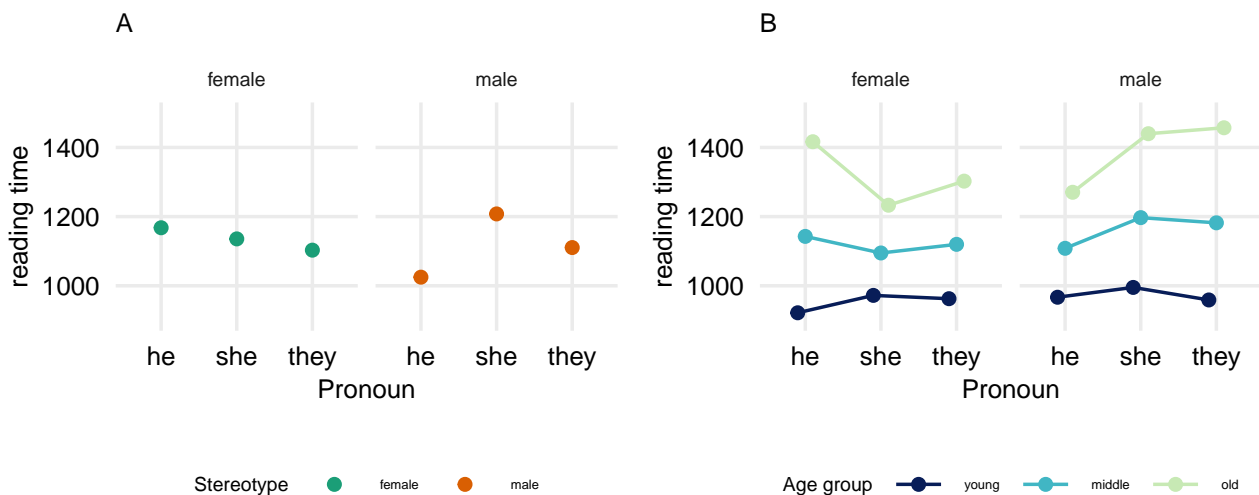 A
B
female male
female male
1400
1200
1000
reading time
he she they he she they
Pronoun
1400
1200
1000
reading time
he she they he she they
Pronoun
Stereotype female male
Age group young middle old